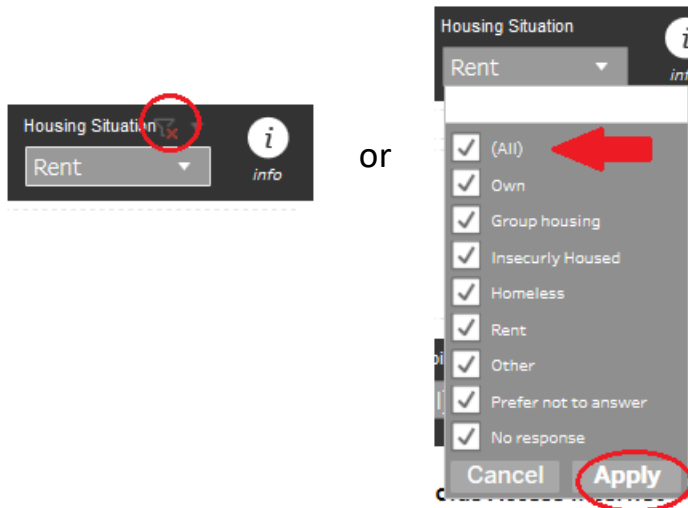 Housing Situation
Rent
i
info
or
Housing Situation
Rent
i
(All)
Own
Group housing
Insecurly Housed
Homeless
Rent
Other
Prefer not to answer
No response
Cancel
Apply